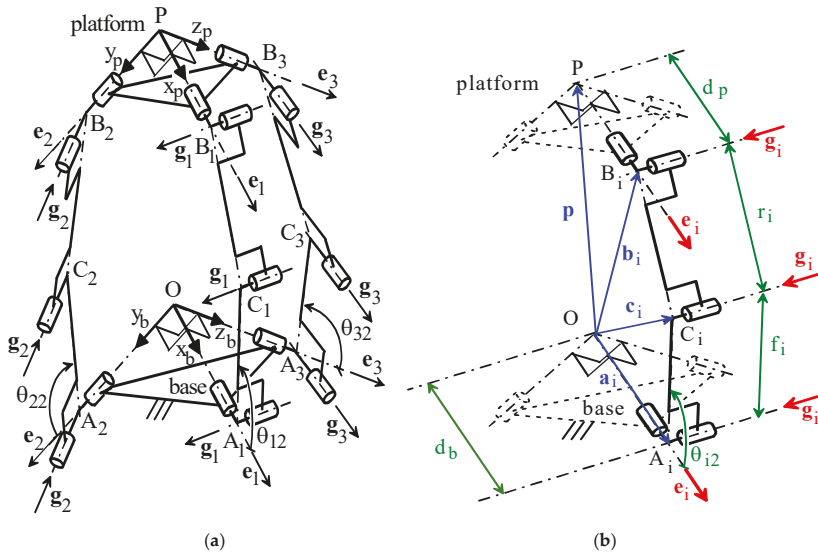 P
platform
z_p
y_p
x_p
B_3
e_3
B_2
e_2
g_2
g_1
B_1
g_3
e_1
C_3
C_2
g_1
C_1
O
y_b
z_b
x_b
g_3
g_2
θ_32
θ_22
base
A_3
e_3
A_2
e_2
A_1
θ_12
g_1
g_3
e_1
g_2
(a)
P
platform
d_p
g_i
B_i
p
e_i
b_i
r_i
g_i
c_i
O
C_i
f_i
a_i
base
g_i
d_b
A_i
θ_i2
e_i
(b)